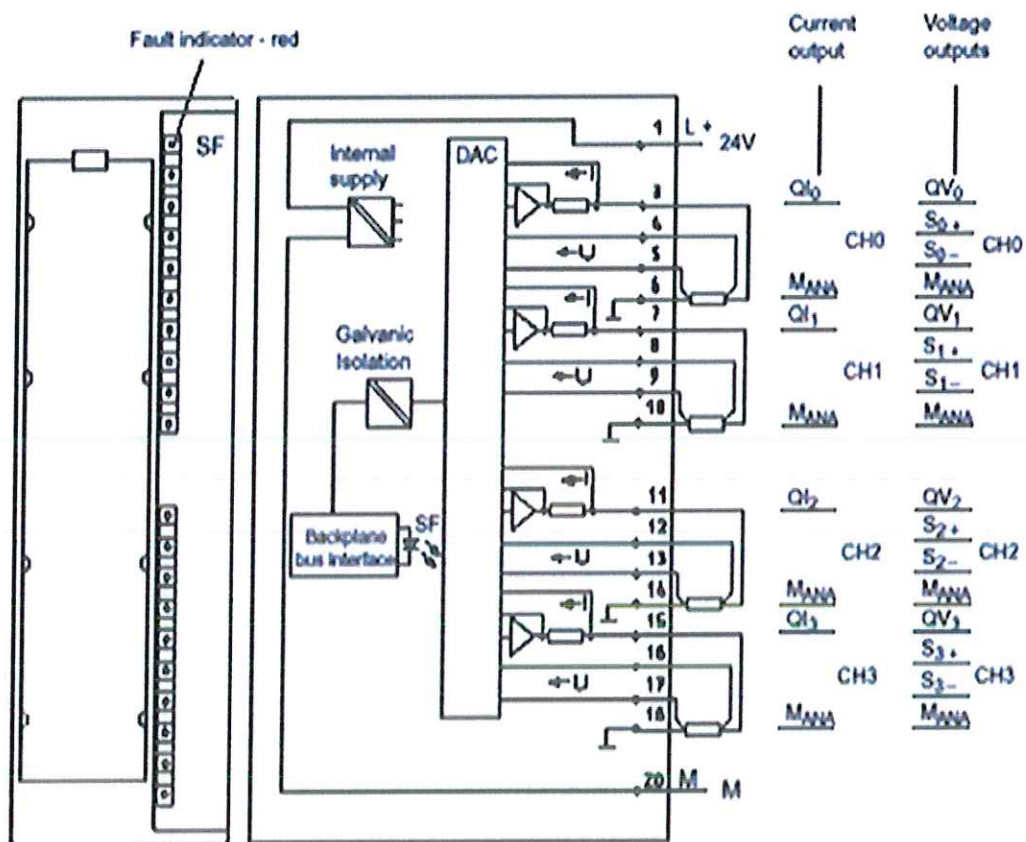 Fault indicator - red
SF
Internal
supply
DAC
Galvanic
Isolation
Backplane
bus interface
SF
1 L+
24V
I
3
4
U
5
6
I
7
8
U
9
10
I
11
12
U
13
14
I
15
16
U
17
18
20 M
M
Current
output
QI0
CH0
MANA
QI1
CH1
MANA
QI2
CH2
MANA
QI3
CH3
MANA
Voltage
outputs
QV0
S0+
S0- CH0
MANA
QV1
S1+
S1- CH1
MANA
QV2
S2+
S2- CH2
MANA
QV3
S3+
S3- CH3
MANA